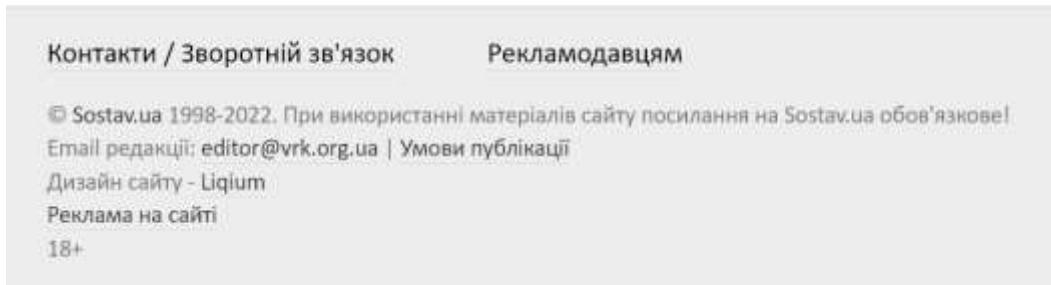 Контакти / Зворотній зв'язок Рекламодавцям
© Sostav.ua 1998-2022. При використанні матеріалів сайту посилання на Sostav.ua обов'язкове!
Email редакції: editor@vrk.org.ua | Умови публікації
Дизайн сайту - Liqium
Реклама на сайті
18+